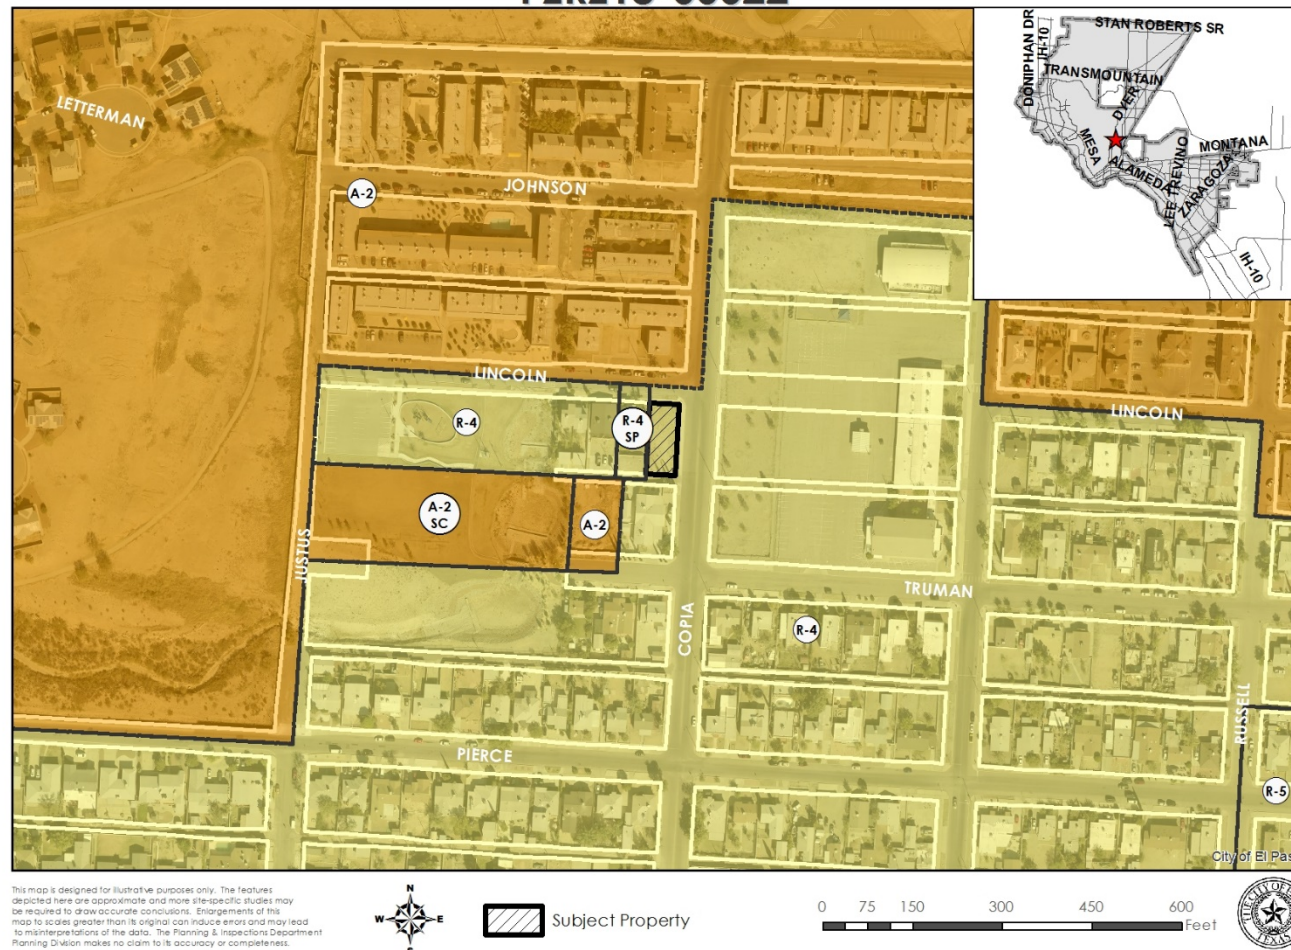 STAN ROBERTS SR
DONIPHAN DR
IH-10
TRANSMOUNTAIN
DYER
MESA
MONTANA
ALAMEDA
LEE TREVINO
ZARAGOZA
IH-10
LETTERMAN
JOHNSON
A-2
LINCOLN
R-4
R-4
SP
LINCOLN
A-2
SC
A-2
JUSTUS
TRUMAN
COPIA
R-4
RUSSELL
PIERCE
R-5
City of El Pas
This map is designed for illustrative purposes only. The features
depicted here are approximate and more site-specific studies may
be required to draw accurate conclusions. Enlargements of this
map to scales greater than its original can induce errors and may lead
to misinterpretations of the data. The Planning & Inspections Department
Planning Division makes no claim to its accuracy or completeness.
N
W E
S
Subject Property
0 75 150 300 450 600
Feet